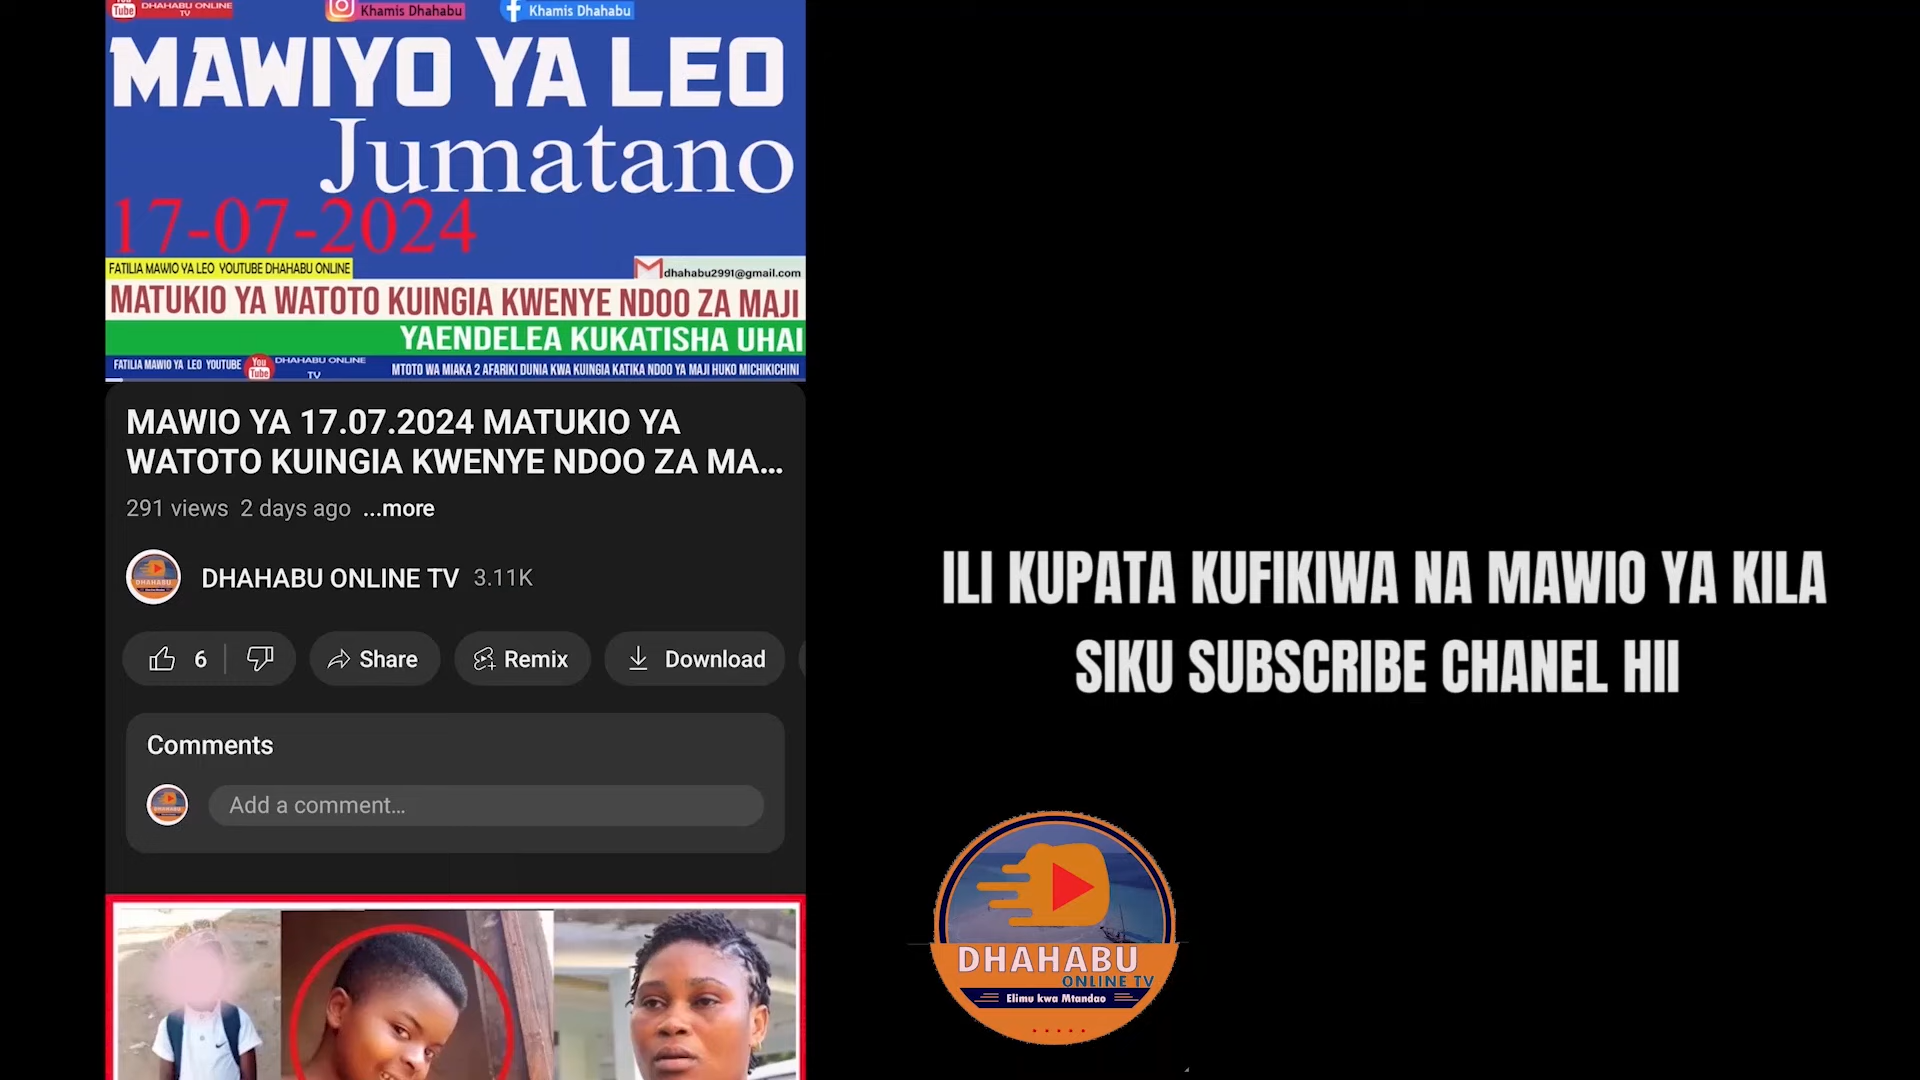 You Tube DHAHABU ONLINE TV
Khamis Dhahabu
Khamis Dhahabu
MAWIYO YA LEO
Jumatano
17-07-2024
FATILIA MAWIO YA LEO YOUTUBE DHAHABU ONLINE
dhahabu2991@gmail.com
MATUKIO YA WATOTO KUINGIA KWENYE NDOO ZA MAJI
YAENDELEA KUKATISHA UHAI
FATILIA MAWIO YA LEO YOUTUBE You Tube DHAHABU ONLINE TV
MTOTO WA MIAKA 2 AFARIKI DUNIA KWA KUINGIA KATIKA NDOO YA MAJI HUKO MICHIKICHINI
MAWIO YA 17.07.2024 MATUKIO YA
WATOTO KUINGIA KWENYE NDOO ZA MA...
291 views 2 days ago ...more
DHAHABU ONLINE TV 3.11K
6 Share Remix Download
Comments
Add a comment...
ILI KUPATA KUFIKIWA NA MAWIO YA KILA
SIKU SUBSCRIBE CHANEL HII
DHAHABU
ONLINE TV
Elimu kwa Mtandao